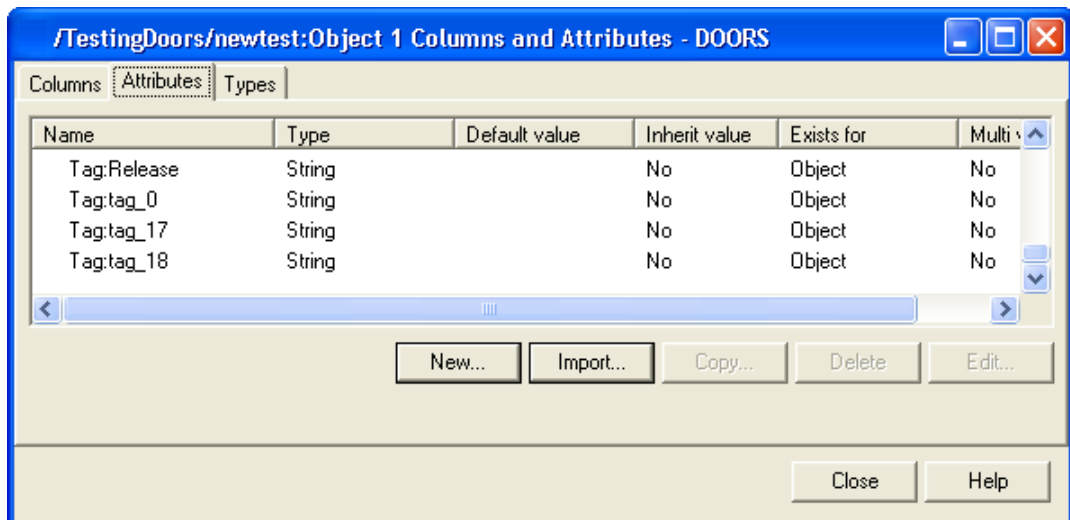 /TestingDoors/newtest:Object 1 Columns and Attributes - DOORS
Columns Attributes Types
Name Type Default value Inherit value Exists for Multi
Tag:Release String No Object No
Tag:tag_0 String No Object No
Tag:tag_17 String No Object No
Tag:tag_18 String No Object No
New... Import... Copy... Delete Edit...
Close Help